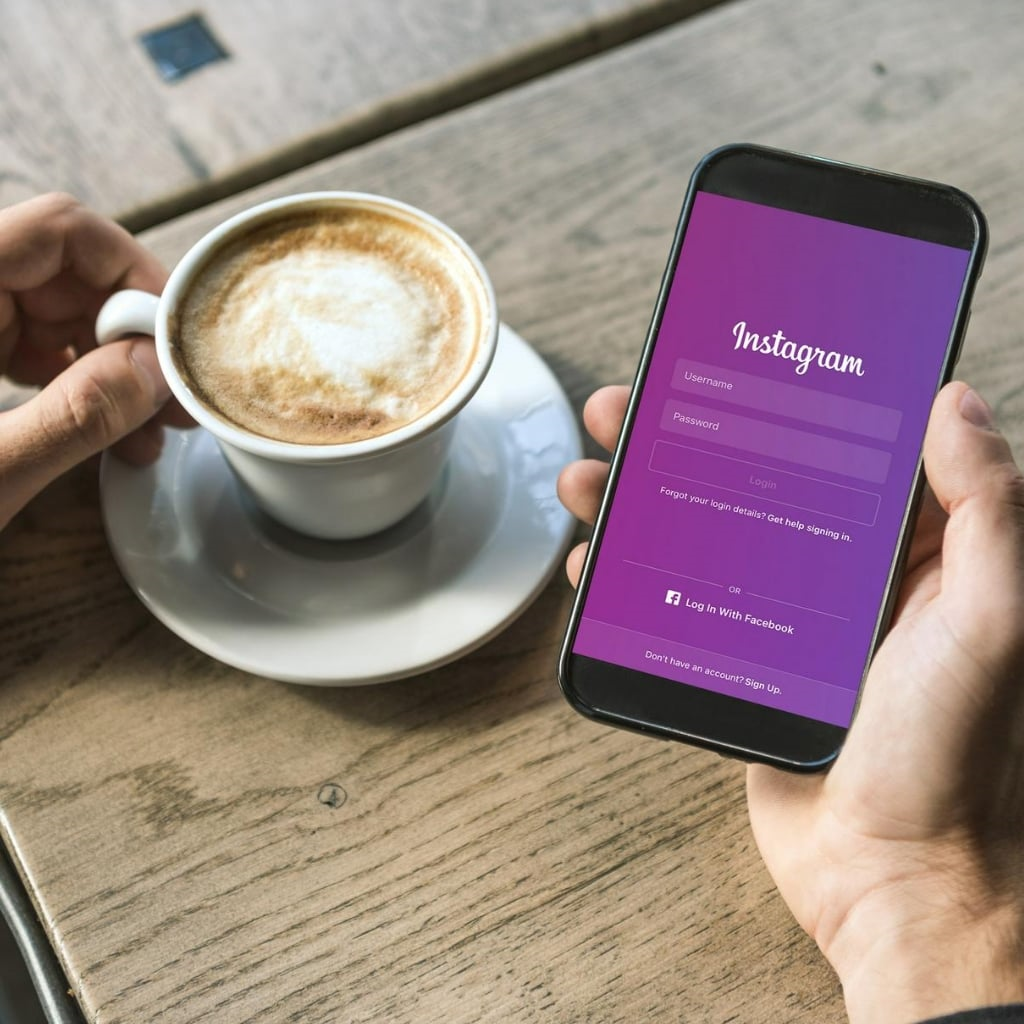 Instagram
Username
Password
Login
Forgot your login details? Get help signing in.
OR
f Log In With Facebook
Don't have an account? Sign Up.